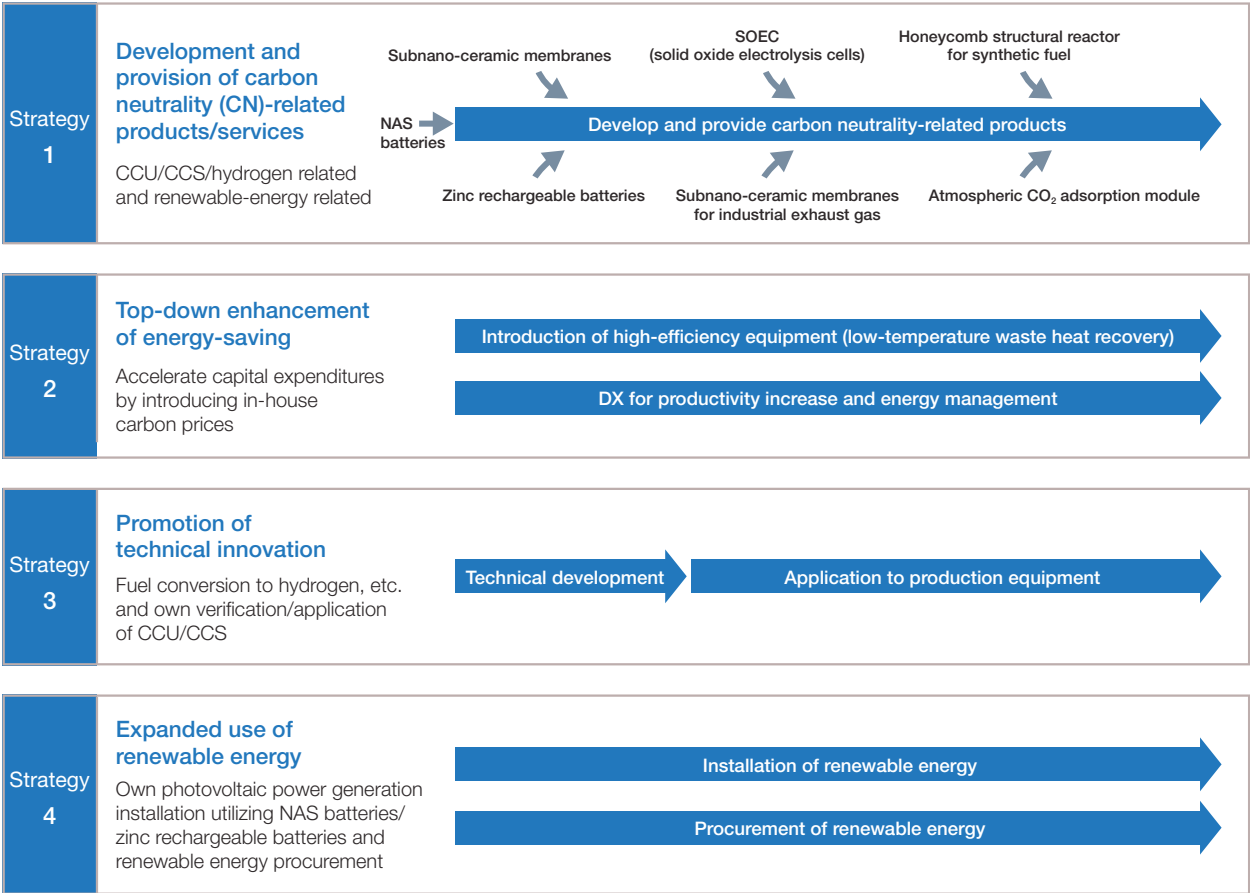 Strategy
1
Development and
provision of carbon
neutrality (CN)-related
products/services
CCU/CCS/hydrogen related
and renewable-energy related
Subnano-ceramic membranes
SOEC
(solid oxide electrolysis cells)
Honeycomb structural reactor
for synthetic fuel
NAS
batteries
Develop and provide carbon neutrality-related products
Zinc rechargeable batteries
Subnano-ceramic membranes
for industrial exhaust gas
Atmospheric CO₂ adsorption module
Strategy
2
Top-down enhancement
of energy-saving
Accelerate capital expenditures
by introducing in-house
carbon prices
Introduction of high-efficiency equipment (low-temperature waste heat recovery)
DX for productivity increase and energy management
Strategy
3
Promotion of
technical innovation
Fuel conversion to hydrogen, etc.
and own verification/application
of CCU/CCS
Technical development
Application to production equipment
Strategy
4
Expanded use of
renewable energy
Own photovoltaic power generation
installation utilizing NAS batteries/
zinc rechargeable batteries and
renewable energy procurement
Installation of renewable energy
Procurement of renewable energy